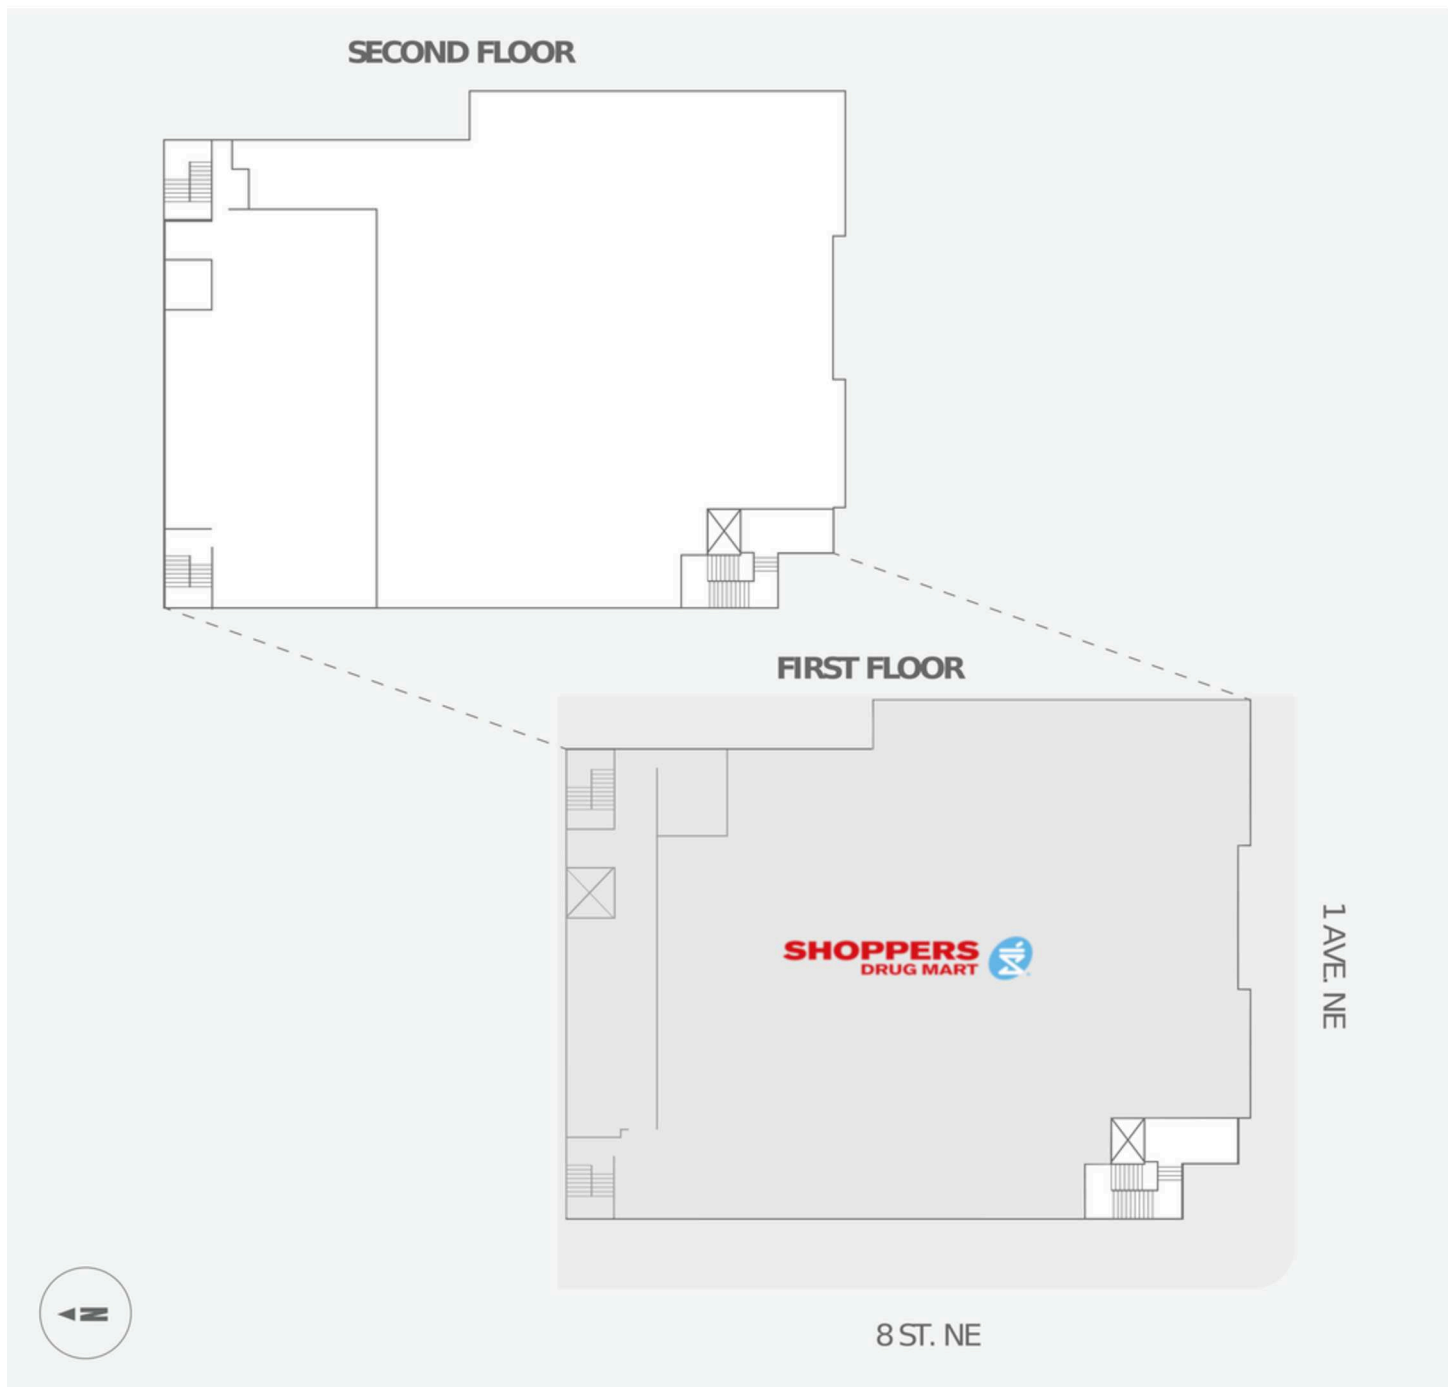 SECOND FLOOR
FIRST FLOOR
SHOPPERS
DRUG MART
1 AVE. NE
8 ST. NE
N